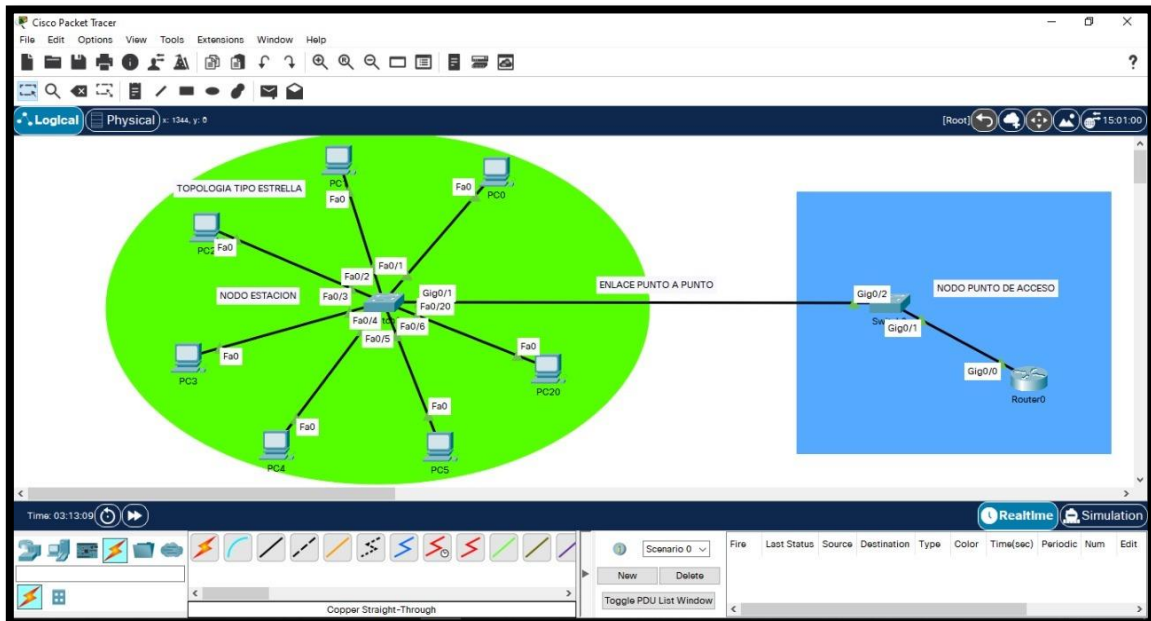 Cisco Packet Tracer
File Edit Options View Tools Extensions Window Help
Logical Physical x: 1344, y: 0 [Root] 15:01:00
TOPOLOGIA TIPO ESTRELLA
PC1
Fa0
Fa0
PC0
PC2
Fa0
NODO ESTACION
Fa0/2
Fa0/1
Fa0/3
Gig0/1
Fa0/20
Fa0/4
Fa0/6
Fa0/5
Fa0
PC3
Fa0
PC20
Fa0
PC4
Fa0
PC5
ENLACE PUNTO A PUNTO
NODO PUNTO DE ACCESO
Gig0/2
Gig0/1
Gig0/0
Router0
Time: 03:13:09
Realtime Simulation
Scenario 0
New Delete
Toggle PDU List Window
Fire Last Status Source Destination Type Color Time(sec) Periodic Num Edit
Copper Straight-Through